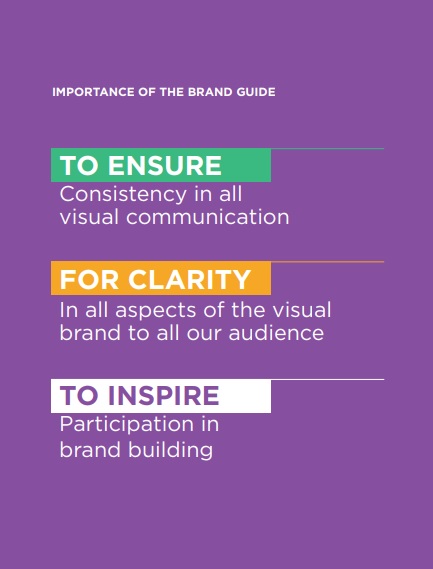 IMPORTANCE OF THE BRAND GUIDE
TO ENSURE
Consistency in all
visual communication
FOR CLARITY
In all aspects of the visual
brand to all our audience
TO INSPIRE
Participation in
brand building